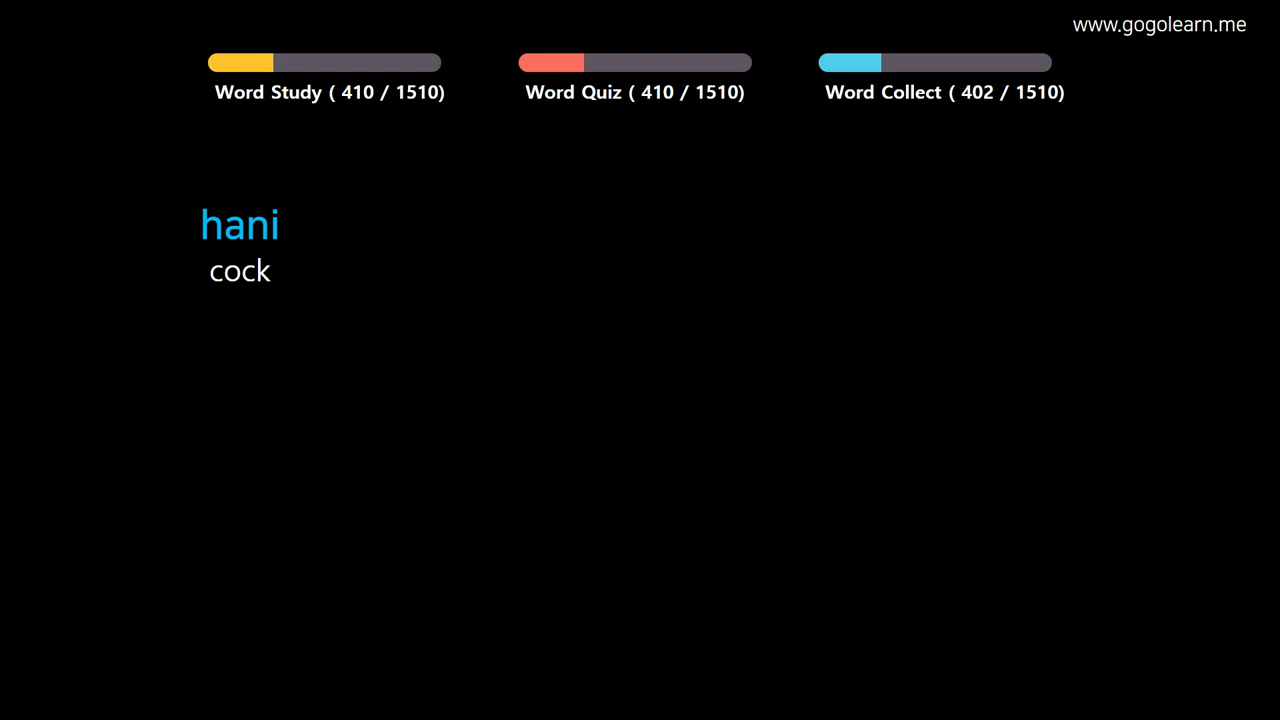 www.gogolearn.me
Word Study ( 410 / 1510)
Word Quiz ( 410 / 1510)
Word Collect ( 402 / 1510)
hani
cock